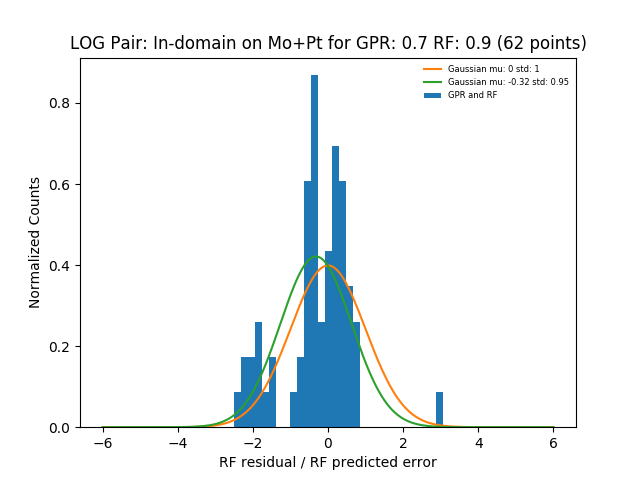 LOG Pair: In-domain on Mo+Pt for GPR: 0.7 RF: 0.9 (62 points)
Gaussian mu: 0 std: 1
Gaussian mu: -0.32 std: 0.95
GPR and RF
Normalized Counts
0.8
0.6
0.4
0.2
0.0
−6 −4 −2 0 2 4 6
RF residual / RF predicted error